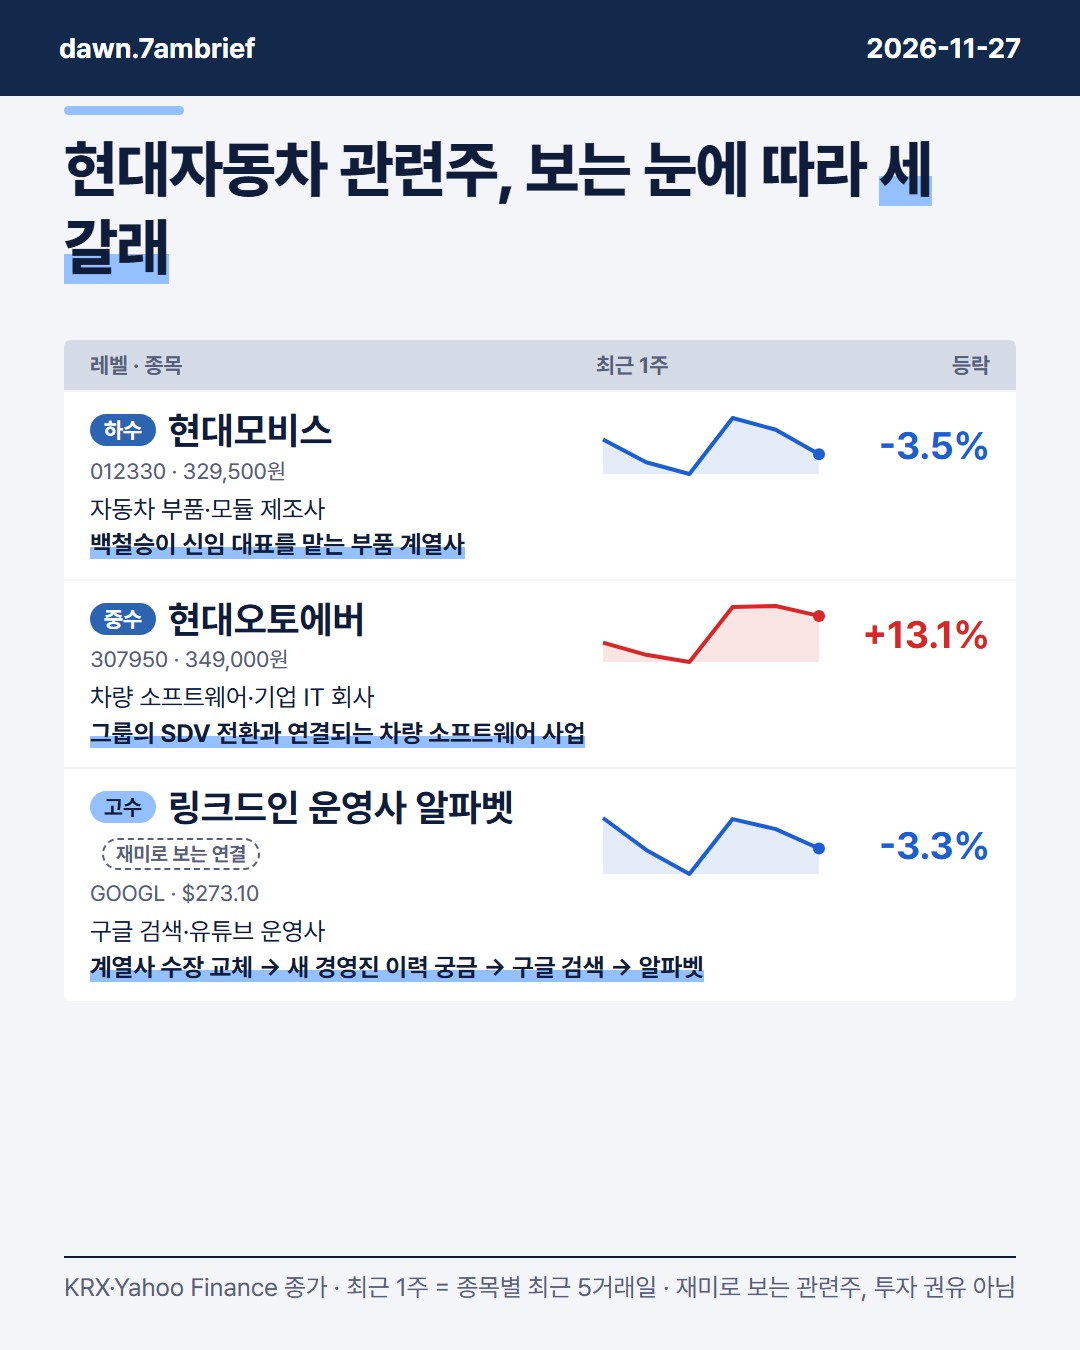 dawn.7ambrief
2026-11-27
현대자동차 관련주, 보는 눈에 따라 세
갈래
레벨 · 종목
최근 1주
등락
하수 현대모비스
012330 · 329,500원
자동차 부품·모듈 제조사
백철승이 신임 대표를 맡는 부품 계열사
-3.5%
중수 현대오토에버
307950 · 349,000원
차량 소프트웨어·기업 IT 회사
그룹의 SDV 전환과 연결되는 차량 소프트웨어 사업
+13.1%
고수 링크드인 운영사 알파벳
재미로 보는 연결
GOOGL · $273.10
구글 검색·유튜브 운영사
계열사 수장 교체 → 새 경영진 이력 궁금 → 구글 검색 → 알파벳
-3.3%
KRX·Yahoo Finance 종가 · 최근 1주 = 종목별 최근 5거래일 · 재미로 보는 관련주, 투자 권유 아님